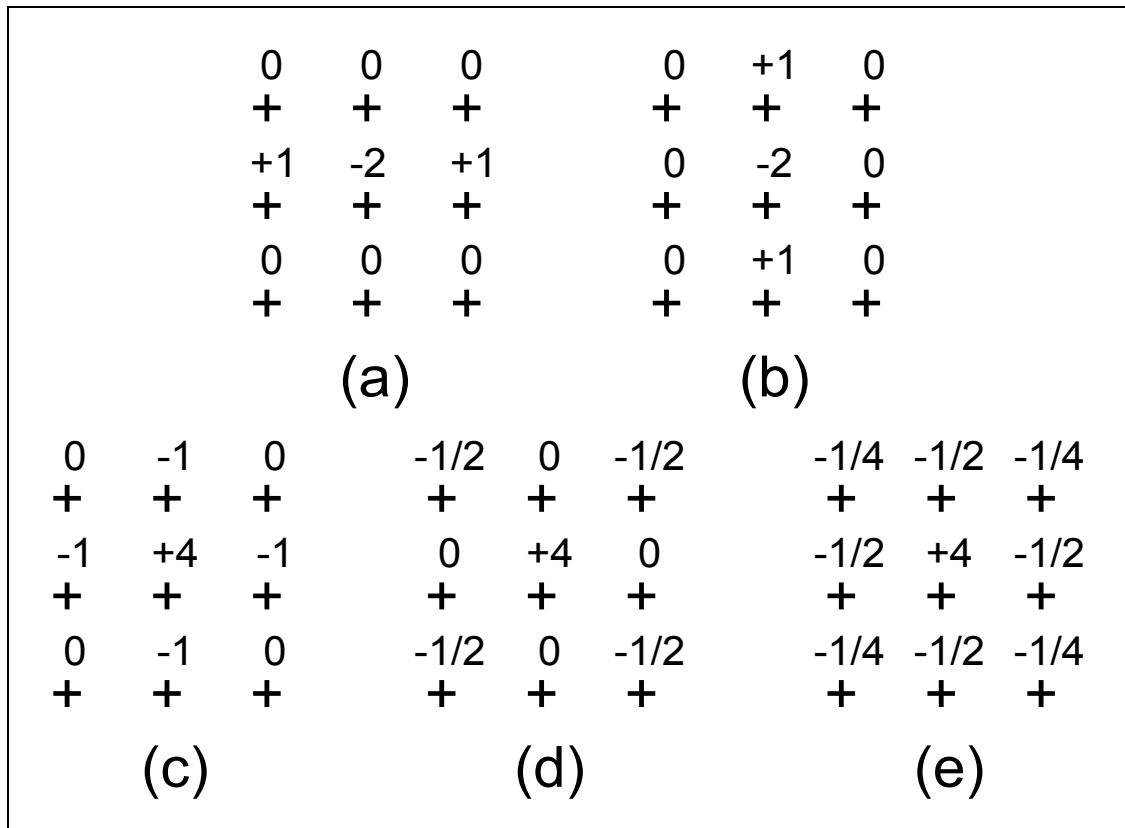 0 0 0
+ + +
+1 -2 +1
+ + +
0 0 0
+ + +
(a)
0 +1 0
+ + +
0 -2 0
+ + +
0 +1 0
+ + +
(b)
0 -1 0
+ + +
-1 +4 -1
+ + +
0 -1 0
+ + +
(c)
-1/2 0 -1/2
+ + +
0 +4 0
+ + +
-1/2 0 -1/2
+ + +
(d)
-1/4 -1/2 -1/4
+ + +
-1/2 +4 -1/2
+ + +
-1/4 -1/2 -1/4
+ + +
(e)